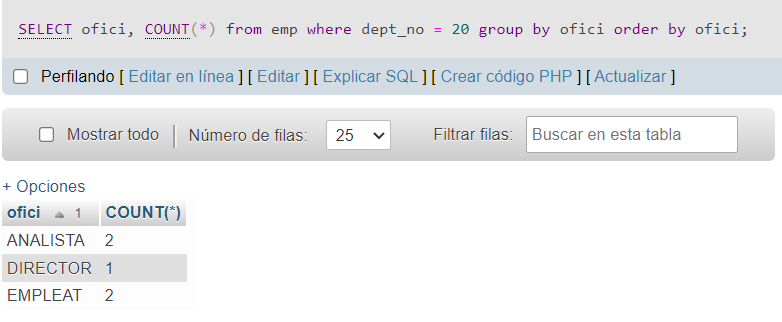 SELECT ofici, COUNT(*) from emp where dept_no = 20 group by ofici order by ofici;
Perfilando [ Editar en línea ] [ Editar ] [ Explicar SQL ] [ Crear código PHP ] [ Actualizar ]
Mostrar todo | Número de filas: 25 Filtrar filas: Buscar en esta tabla
+ Opciones
ofici 1 COUNT(*)
ANALISTA 2
DIRECTOR 1
EMPLEAT 2